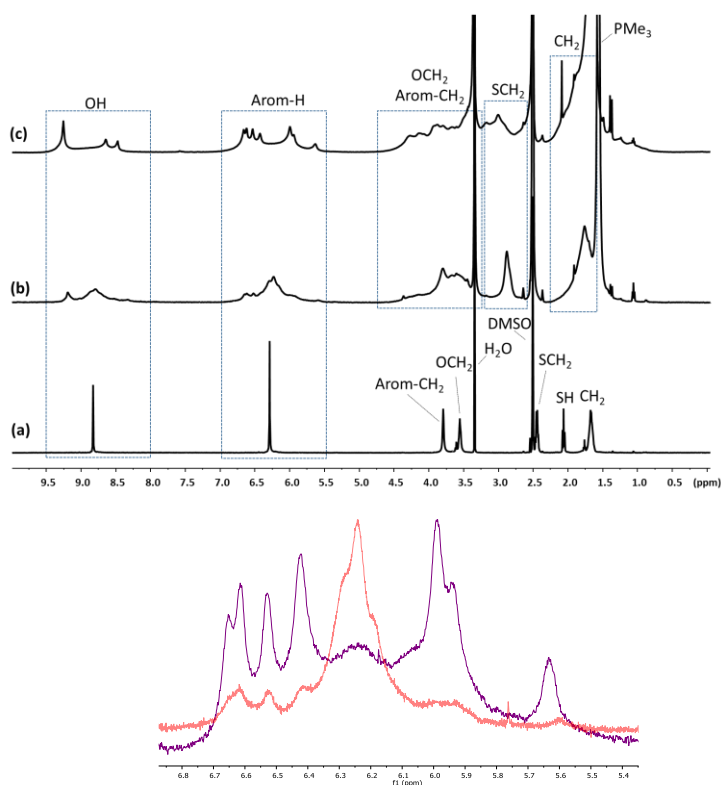 PMe3
CH2
OCH2
Arom-CH2
SCH2
OH
Arom-H
(c)
(b)
DMSO
H2O
OCH2
SCH2
Arom-CH2
SH
CH2
(a)
10.0 9.5 9.0 8.5 8.0 7.5 7.0 6.5 6.0 5.5 5.0 4.5 4.0 3.5 3.0 2.5 2.0 1.5 1.0 0.5 (ppm)
6.8 6.7 6.6 6.5 6.4 6.3 6.2 6.1 6.0 5.9 5.8 5.7 5.6 5.5 5.4
f1 (ppm)